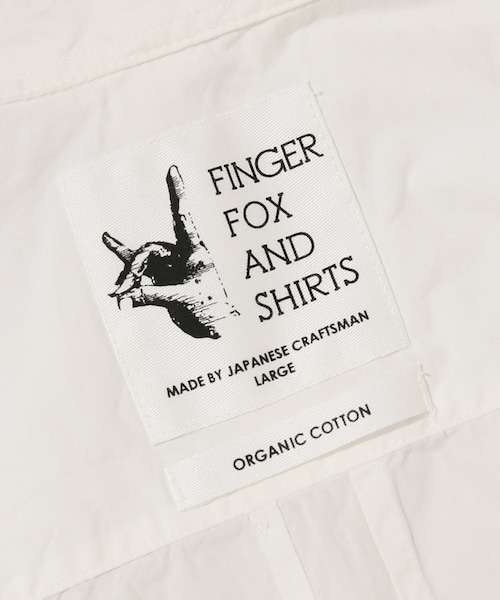 FINGER
FOX
AND
SHIRTS
MADE BY JAPANESE CRAFTSMAN
LARGE
ORGANIC COTTON